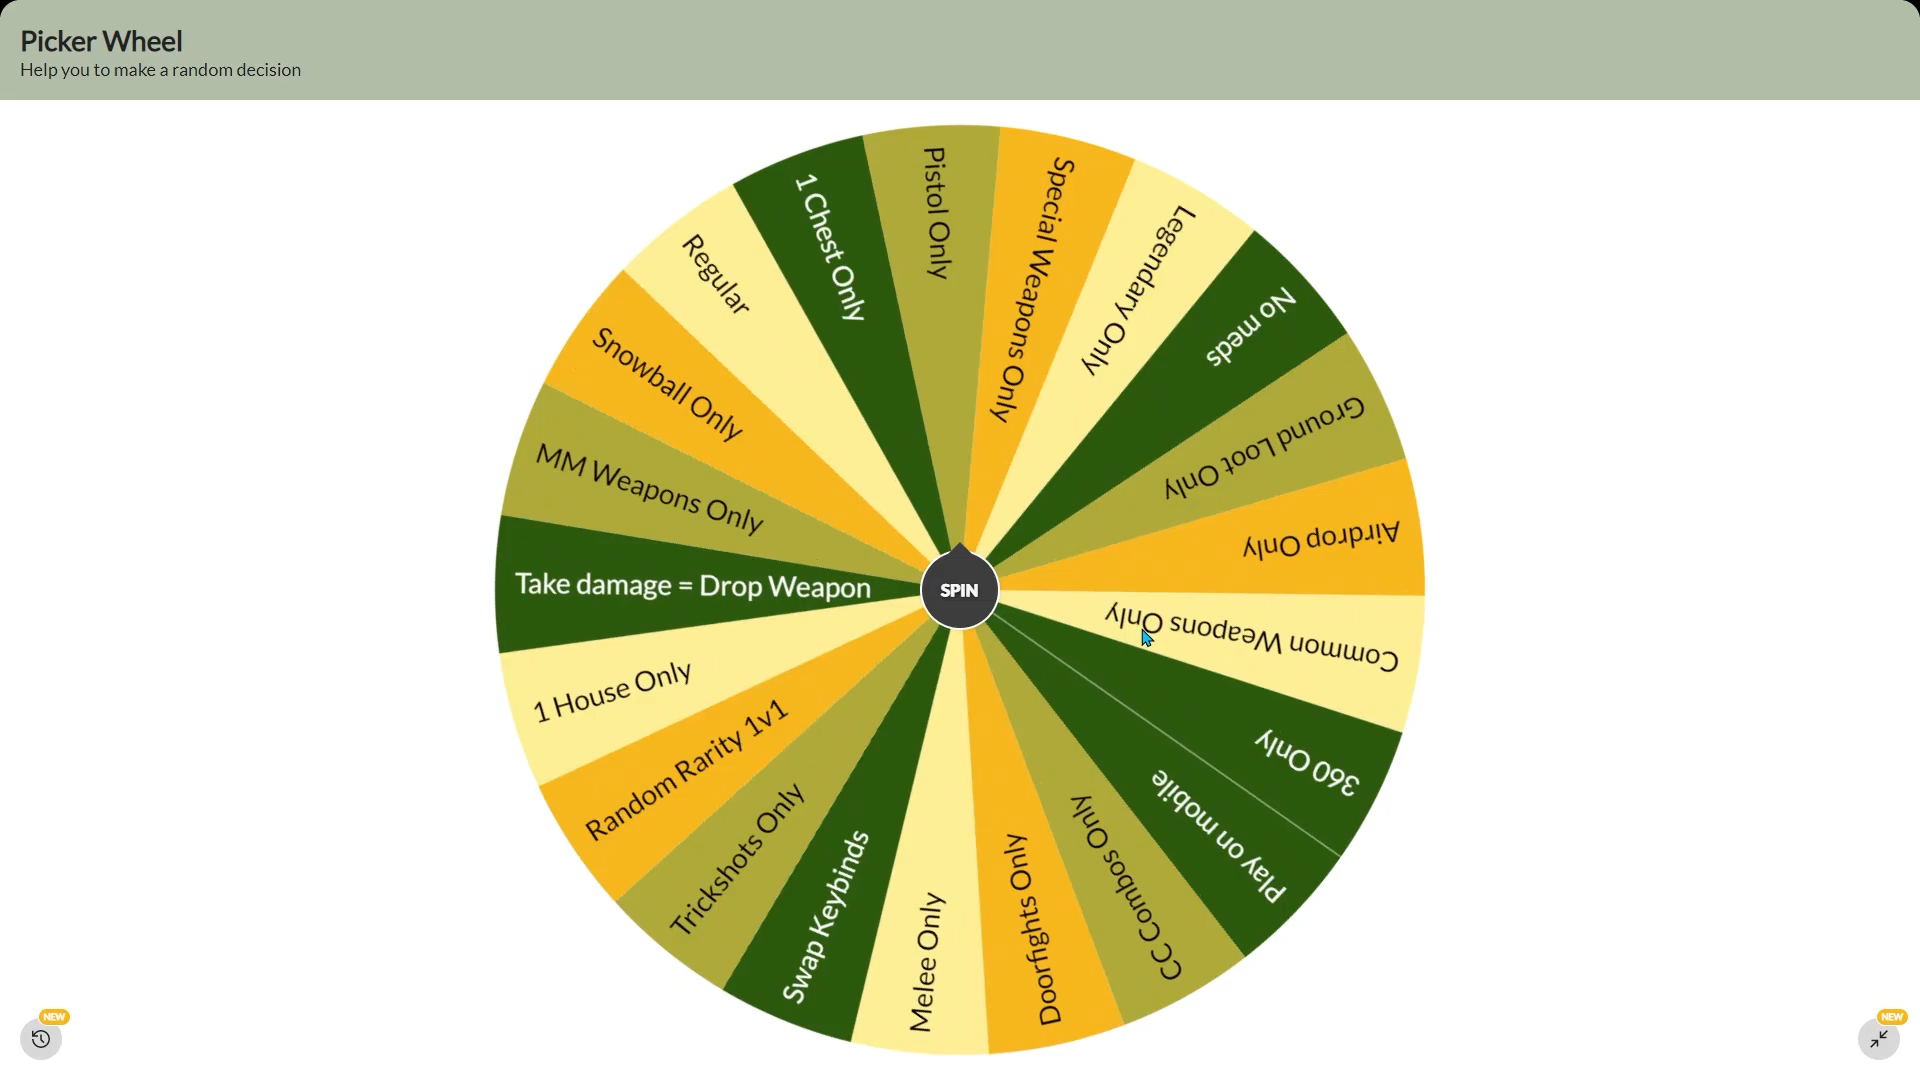 Picker Wheel
Help you to make a random decision
Pistol Only
Special Weapons Only
Legendary Only
No meds
Ground Loot Only
Airdrop Only
Common Weapons Only
360 Only
Play on mobile
CC Combos Only
Doorfights Only
Melee Only
Swap Keybinds
Trickshots Only
Random Rarity 1v1
1 House Only
Take damage = Drop Weapon
MM Weapons Only
Snowball Only
Regular
1 Chest Only
SPIN
NEW
NEW